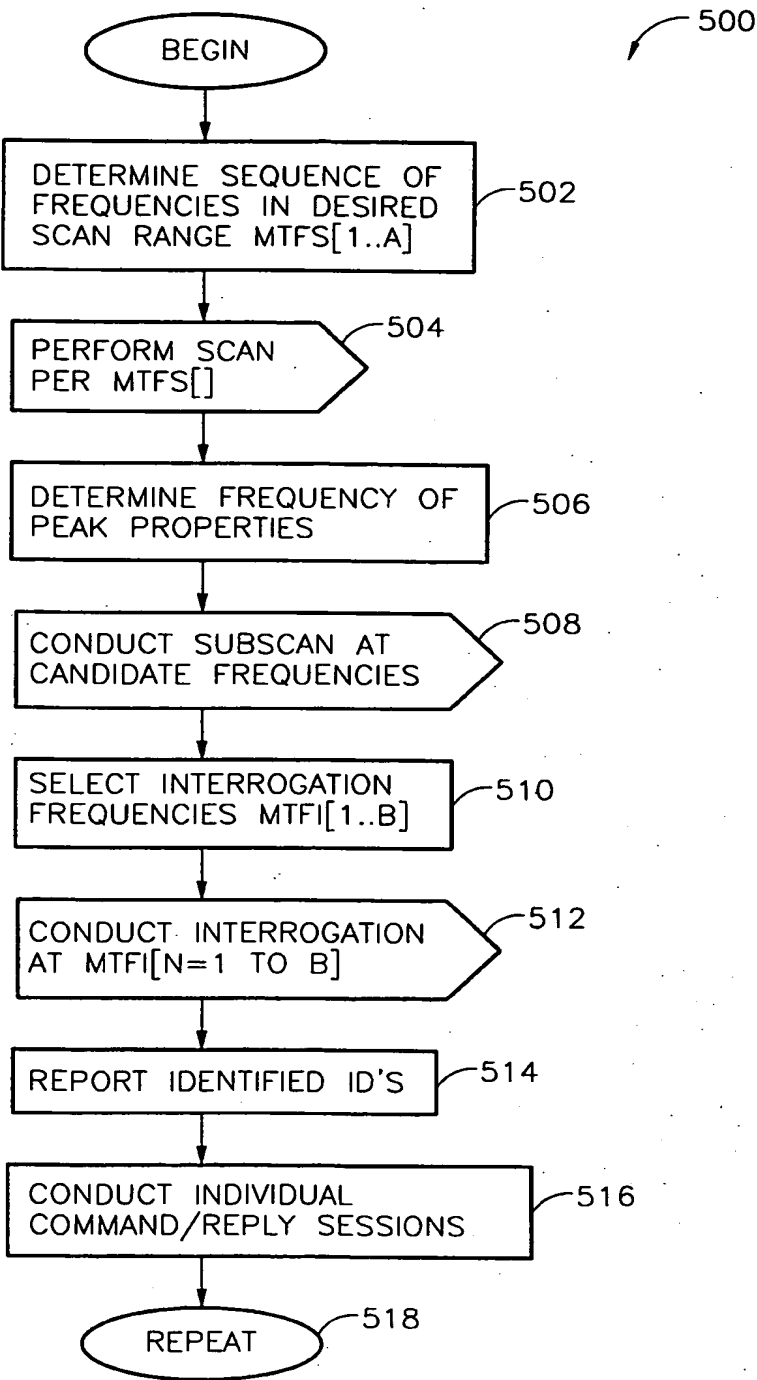 500
BEGIN
DETERMINE SEQUENCE OF
FREQUENCIES IN DESIRED
SCAN RANGE MTFS[1..A]
502
PERFORM SCAN
PER MTFS[]
504
DETERMINE FREQUENCY OF
PEAK PROPERTIES
506
CONDUCT SUBSCAN AT
CANDIDATE FREQUENCIES
508
SELECT INTERROGATION
FREQUENCIES MTFI[1..B]
510
CONDUCT INTERROGATION
AT MTFI[N=1 TO B]
512
REPORT IDENTIFIED ID'S
514
CONDUCT INDIVIDUAL
COMMAND/REPLY SESSIONS
516
REPEAT
518